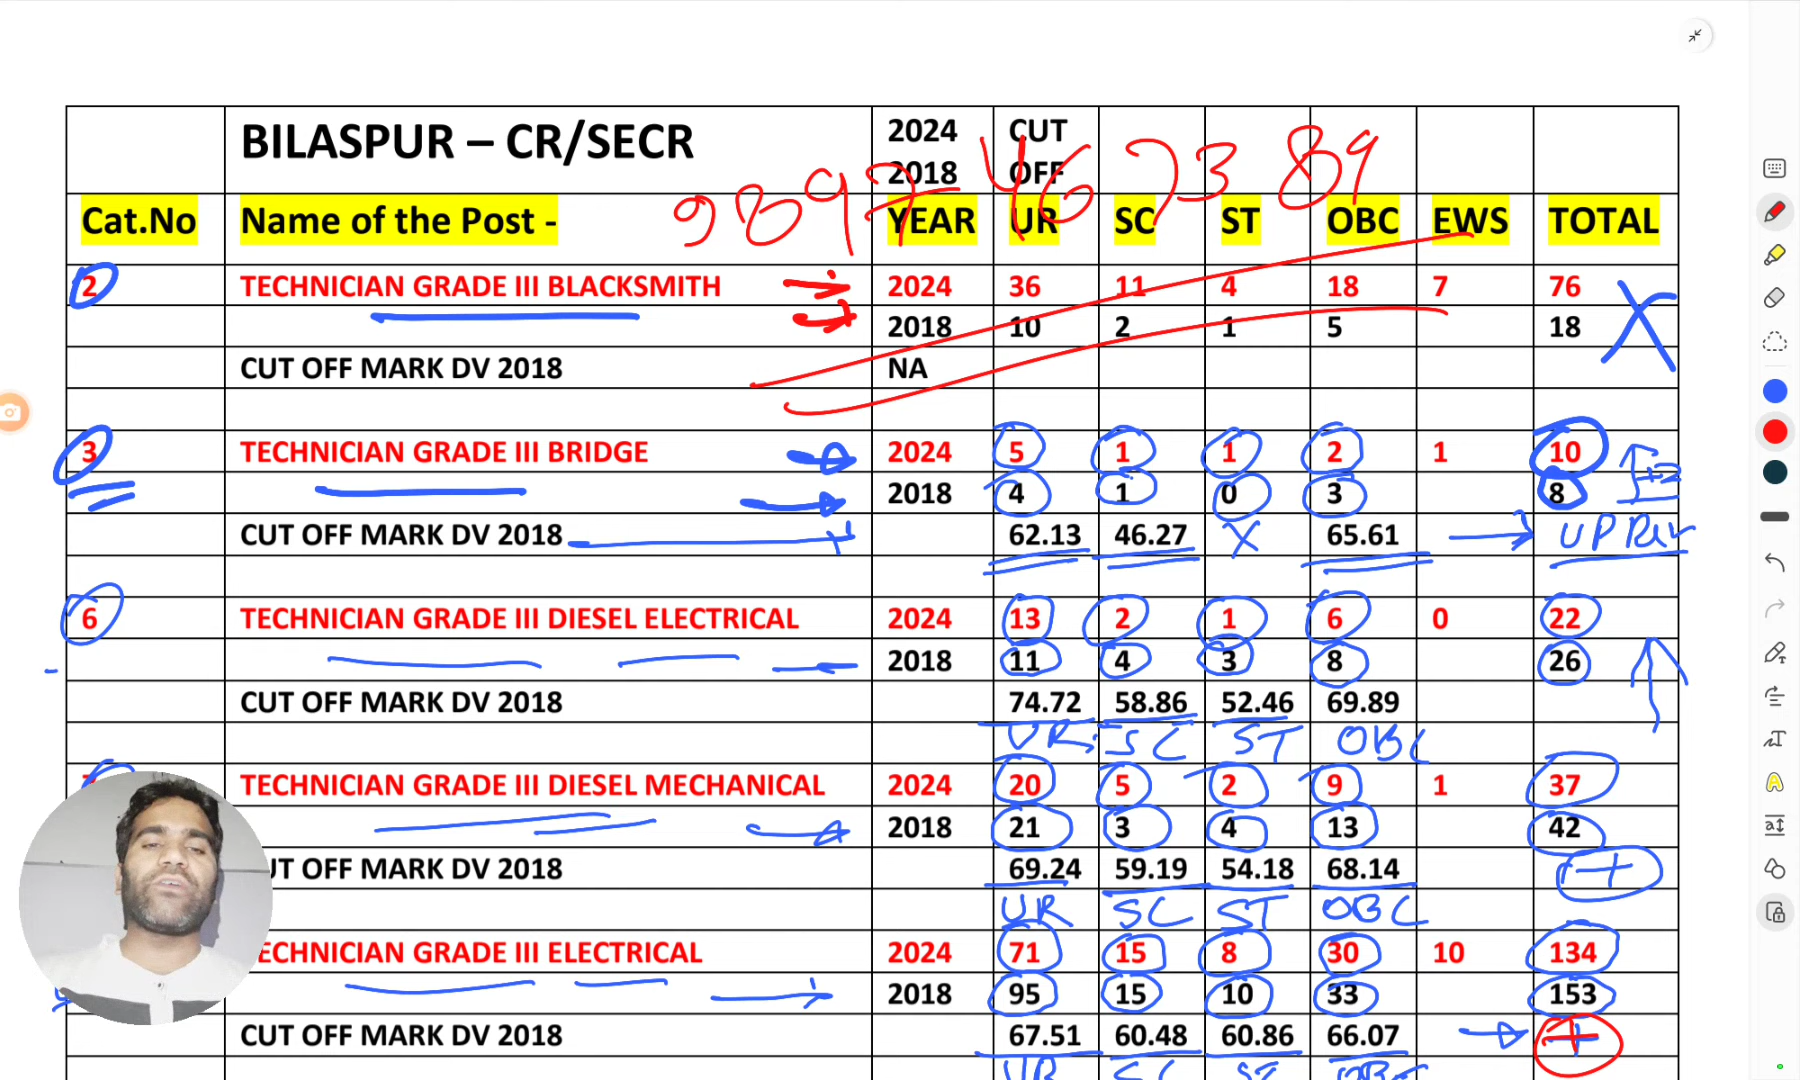 BILASPUR – CR/SECR 2024 2018 CUT OFF
9897467389
Cat.No Name of the Post - YEAR UR SC ST OBC EWS TOTAL
2 TECHNICIAN GRADE III BLACKSMITH 2024 36 11 4 18 7 76
2018 10 2 1 5 18
CUT OFF MARK DV 2018 NA
3 TECHNICIAN GRADE III BRIDGE 2024 5 1 1 2 1 10
2018 4 1 0 3 8 +2
CUT OFF MARK DV 2018 62.13 46.27 X 65.61 UP
6 TECHNICIAN GRADE III DIESEL ELECTRICAL 2024 13 2 1 6 0 22
2018 11 4 3 8 26
CUT OFF MARK DV 2018 74.72 58.86 52.46 69.89
UR SC ST OBC
TECHNICIAN GRADE III DIESEL MECHANICAL 2024 20 5 2 9 1 37
2018 21 3 4 13 42
UT OFF MARK DV 2018 69.24 59.19 54.18 68.14 +
UR SC ST OBC
ECHNICIAN GRADE III ELECTRICAL 2024 71 15 8 30 10 134
2018 95 15 10 33 153
CUT OFF MARK DV 2018 67.51 60.48 60.86 66.07 +
UR SC ST OBC